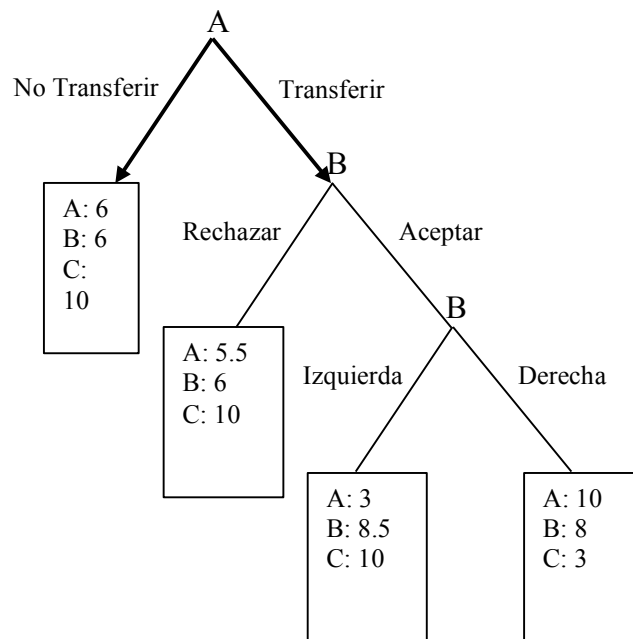 A
No Transferir
Transferir
B
A: 6
B: 6
C:
10
Rechazar
Aceptar
B
A: 5.5
B: 6
C: 10
Izquierda
Derecha
A: 3
B: 8.5
C: 10
A: 10
B: 8
C: 3